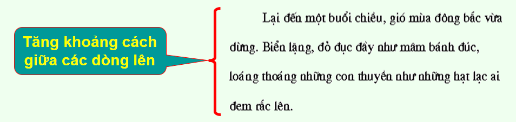 Tăng khoảng cách
giữa các dòng lên
Lại đến một buổi chiều, gió mùa đông bắc vừa
dừng. Biển lặng, đỏ đục đầy như mâm bánh đúc,
loáng thoáng những con thuyền như những hạt lạc ai
đem rắc lên.